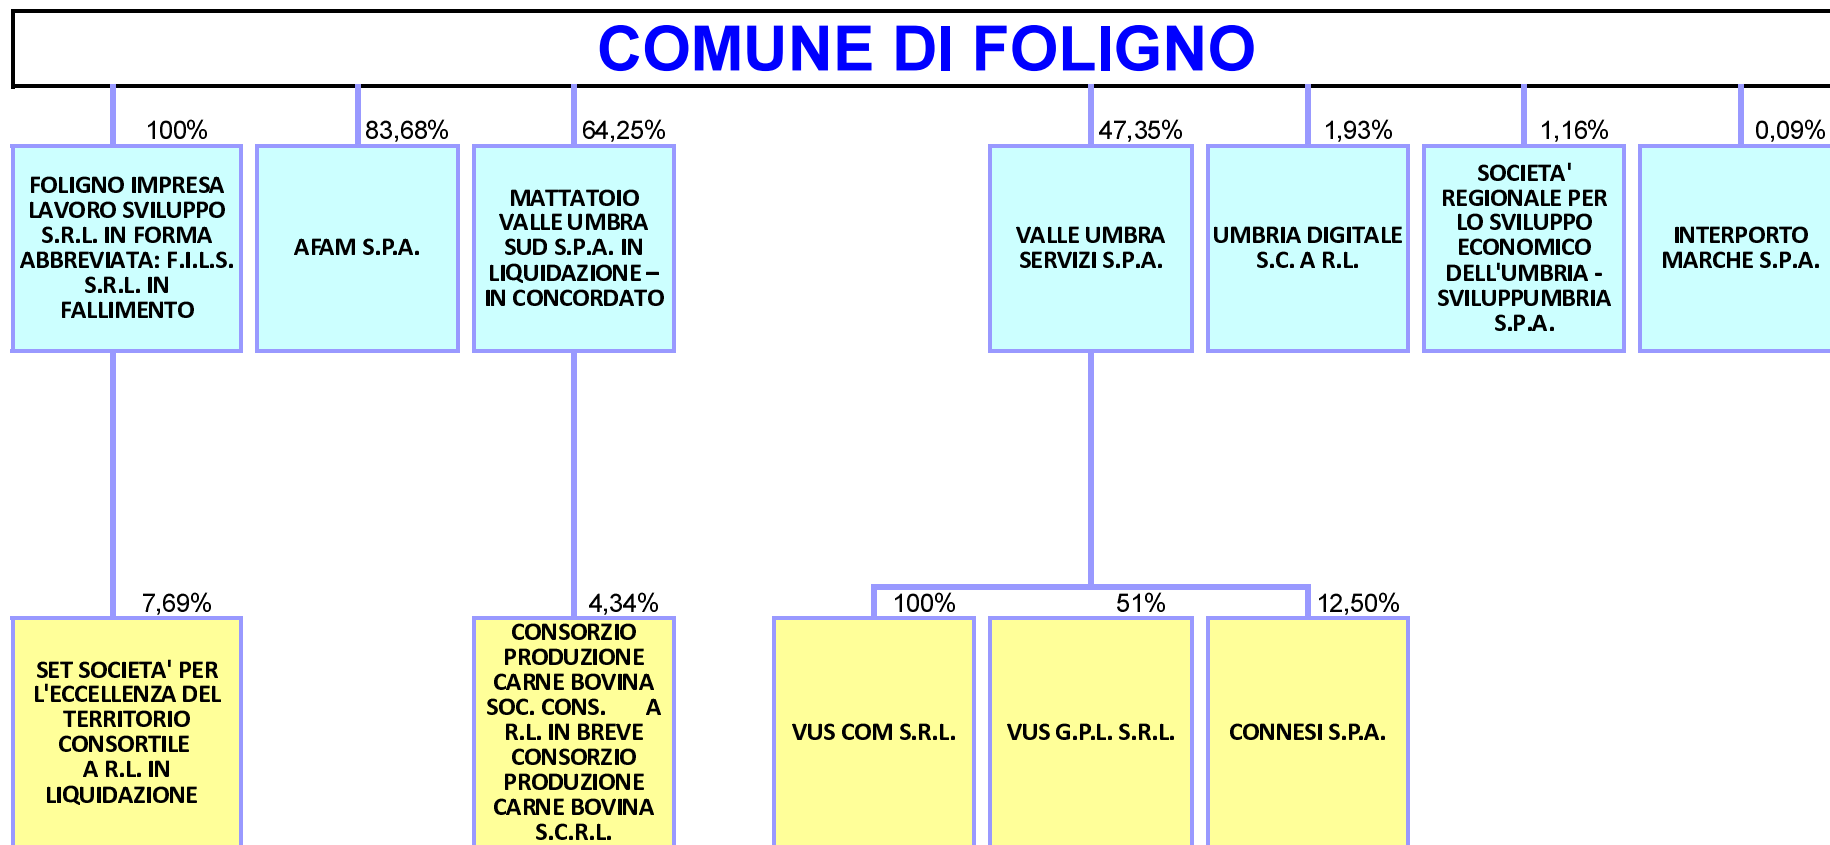 COMUNE DI FOLIGNO
100%
83,68%
64,25%
47,35%
1,93%
1,16%
0,09%
FOLIGNO IMPRESA
LAVORO SVILUPPO
S.R.L. IN FORMA
ABBREVIATA: F.I.L.S.
S.R.L. IN
FALLIMENTO
AFAM S.P.A.
MATTATOIO
VALLE UMBRA
SUD S.P.A. IN
LIQUIDAZIONE –
IN CONCORDATO
VALLE UMBRA
SERVIZI S.P.A.
UMBRIA DIGITALE
S.C. A R.L.
SOCIETA'
REGIONALE PER
LO SVILUPPO
ECONOMICO
DELL'UMBRIA -
SVILUPPUMBRIA
S.P.A.
INTERPORTO
MARCHE S.P.A.
7,69%
4,34%
100%
51%
12,50%
SET SOCIETA' PER
L'ECCELLENZA DEL
TERRITORIO
CONSORTILE
A R.L. IN
LIQUIDAZIONE
CONSORZIO
PRODUZIONE
CARNE BOVINA
SOC. CONS. A
R.L. IN BREVE
CONSORZIO
PRODUZIONE
CARNE BOVINA
S.C.R.L.
VUS COM S.R.L.
VUS G.P.L. S.R.L.
CONNESI S.P.A.